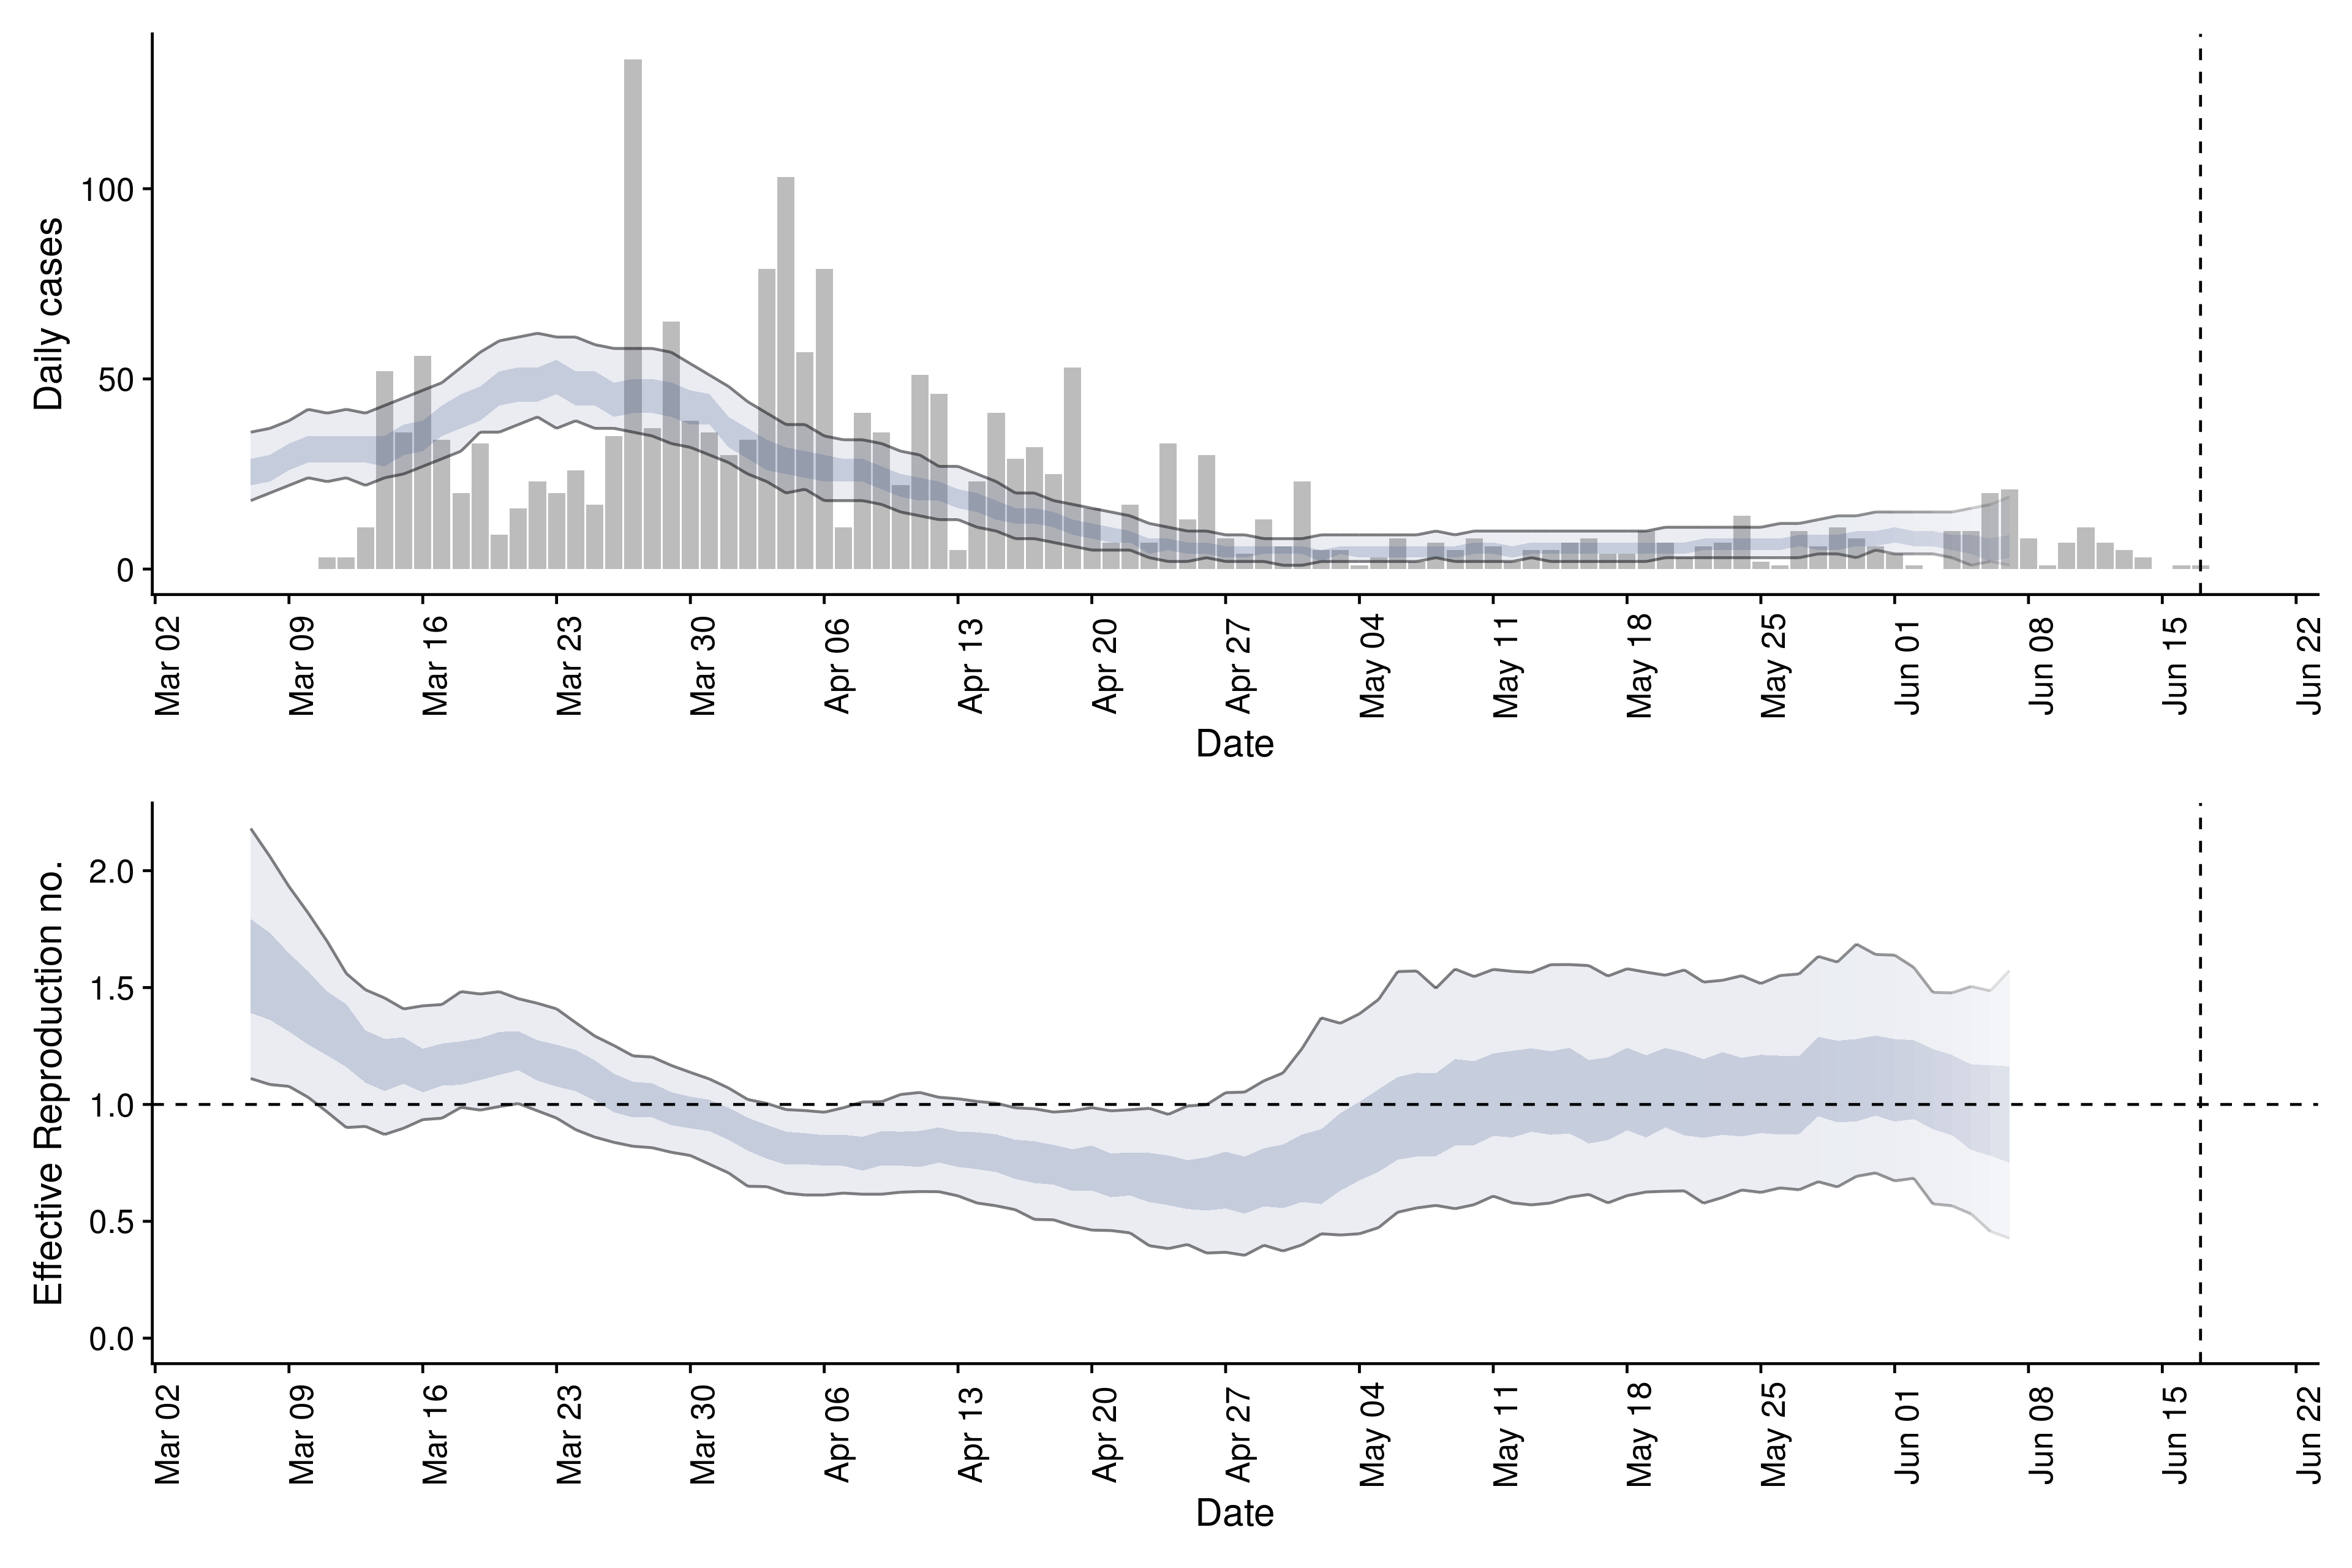 Daily cases
100
50
0
Mar 02
Mar 09
Mar 16
Mar 23
Mar 30
Apr 06
Apr 13
Apr 20
Apr 27
May 04
May 11
May 18
May 25
Jun 01
Jun 08
Jun 15
Jun 22
Date
Effective Reproduction no.
2.0
1.5
1.0
0.5
0.0
Mar 02
Mar 09
Mar 16
Mar 23
Mar 30
Apr 06
Apr 13
Apr 20
Apr 27
May 04
May 11
May 18
May 25
Jun 01
Jun 08
Jun 15
Jun 22
Date